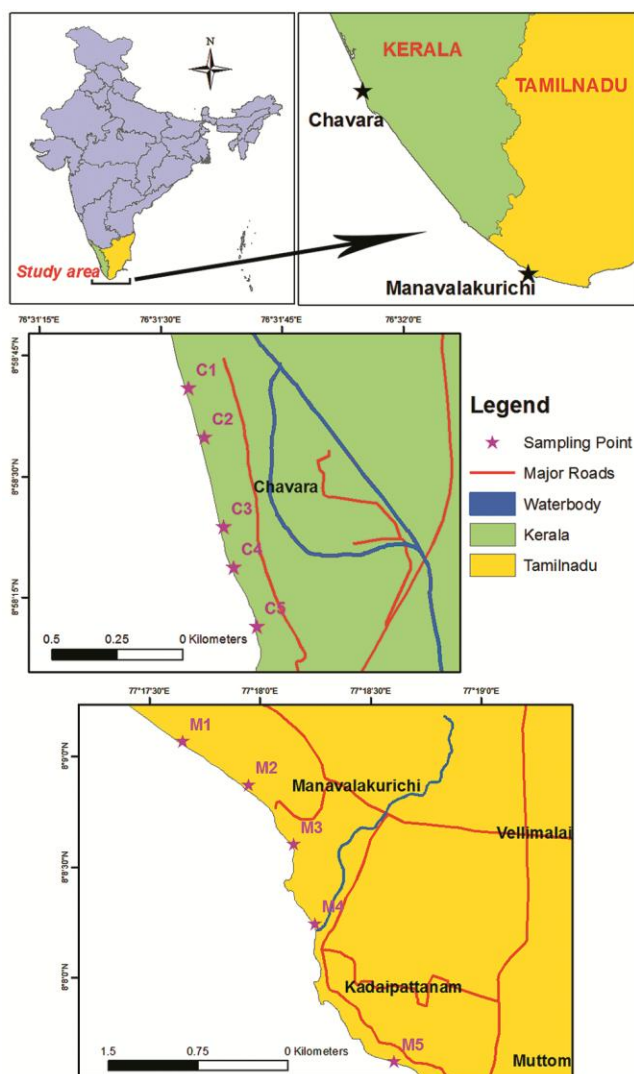 N
Study area
KERALA
TAMILNADU
Chavara
Manavalakurichi
76°31'15"E 76°31'30"E 76°31'45"E 76°32'0"E
8°58'45"N
8°58'30"N
8°58'15"N
C1
C2
Chavara
C3
C4
C5
0.5 0.25 0 Kilometers
Legend
Sampling Point
Major Roads
Waterbody
Kerala
Tamilnadu
77°17'30"E 77°18'0"E 77°18'30"E 77°19'0"E
8°9'0"N
8°8'30"N
8°8'0"N
M1
M2
Manavalakurichi
M3
Vellimalai
M4
Kadaipattanam
M5
Muttom
1.5 0.75 0 Kilometers